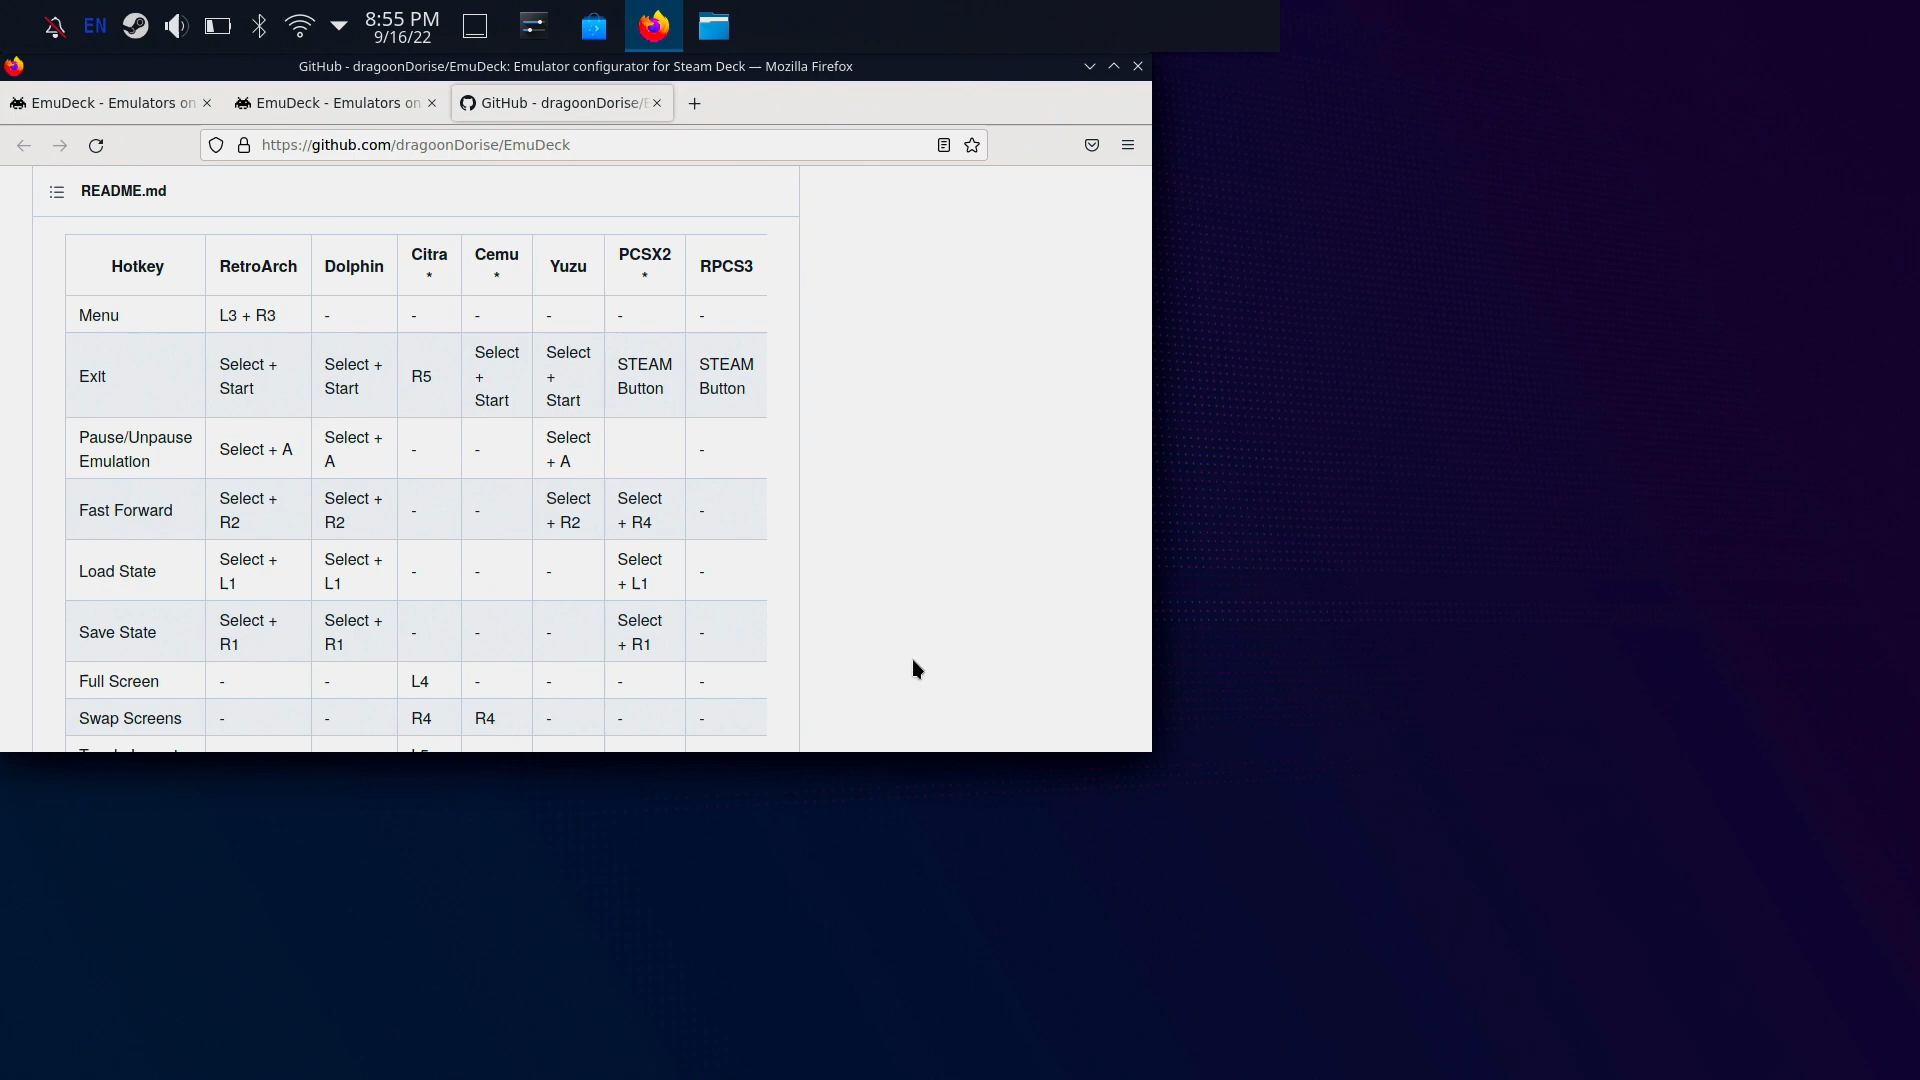 EN
8:55 PM
9/16/22
GitHub - dragoonDorise/EmuDeck: Emulator configurator for Steam Deck — Mozilla Firefox
EmuDeck - Emulators on
EmuDeck - Emulators on
GitHub - dragoonDorise/
https://github.com/dragoonDorise/EmuDeck
README.md
Hotkey RetroArch Dolphin Citra * Cemu * Yuzu PCSX2 * RPCS3
Menu L3 + R3 - - - - - -
Exit Select + Start Select + Start R5 Select + Start Select + Start STEAM Button STEAM Button
Pause/Unpause Emulation Select + A Select + A - - Select + A -
Fast Forward Select + R2 Select + R2 - - Select + R2 Select + R4 -
Load State Select + L1 Select + L1 - - - Select + L1 -
Save State Select + R1 Select + R1 - - - Select + R1 -
Full Screen - - L4 - - - -
Swap Screens - - R4 R4 - - -